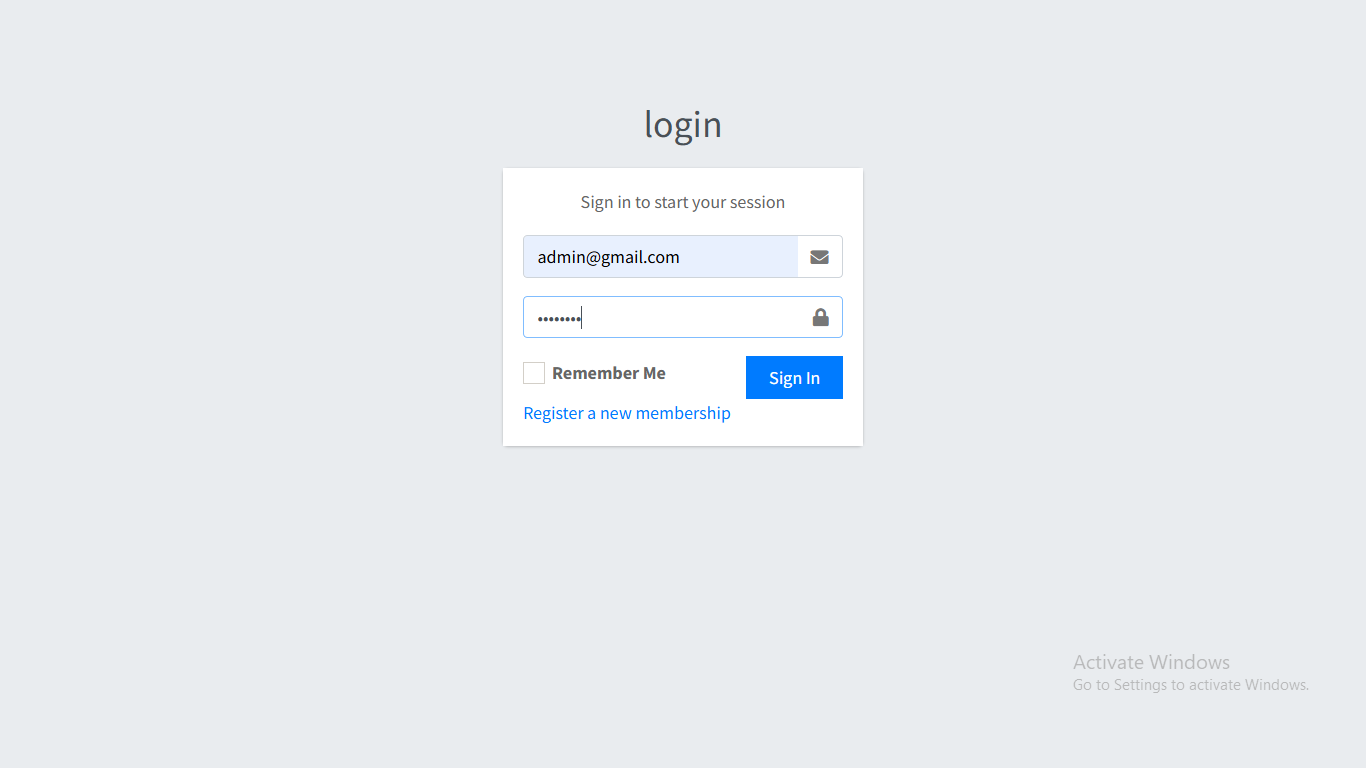 login
Sign in to start your session
admin@gmail.com
••••••••
Remember Me
Sign In
Register a new membership
Activate Windows
Go to Settings to activate Windows.